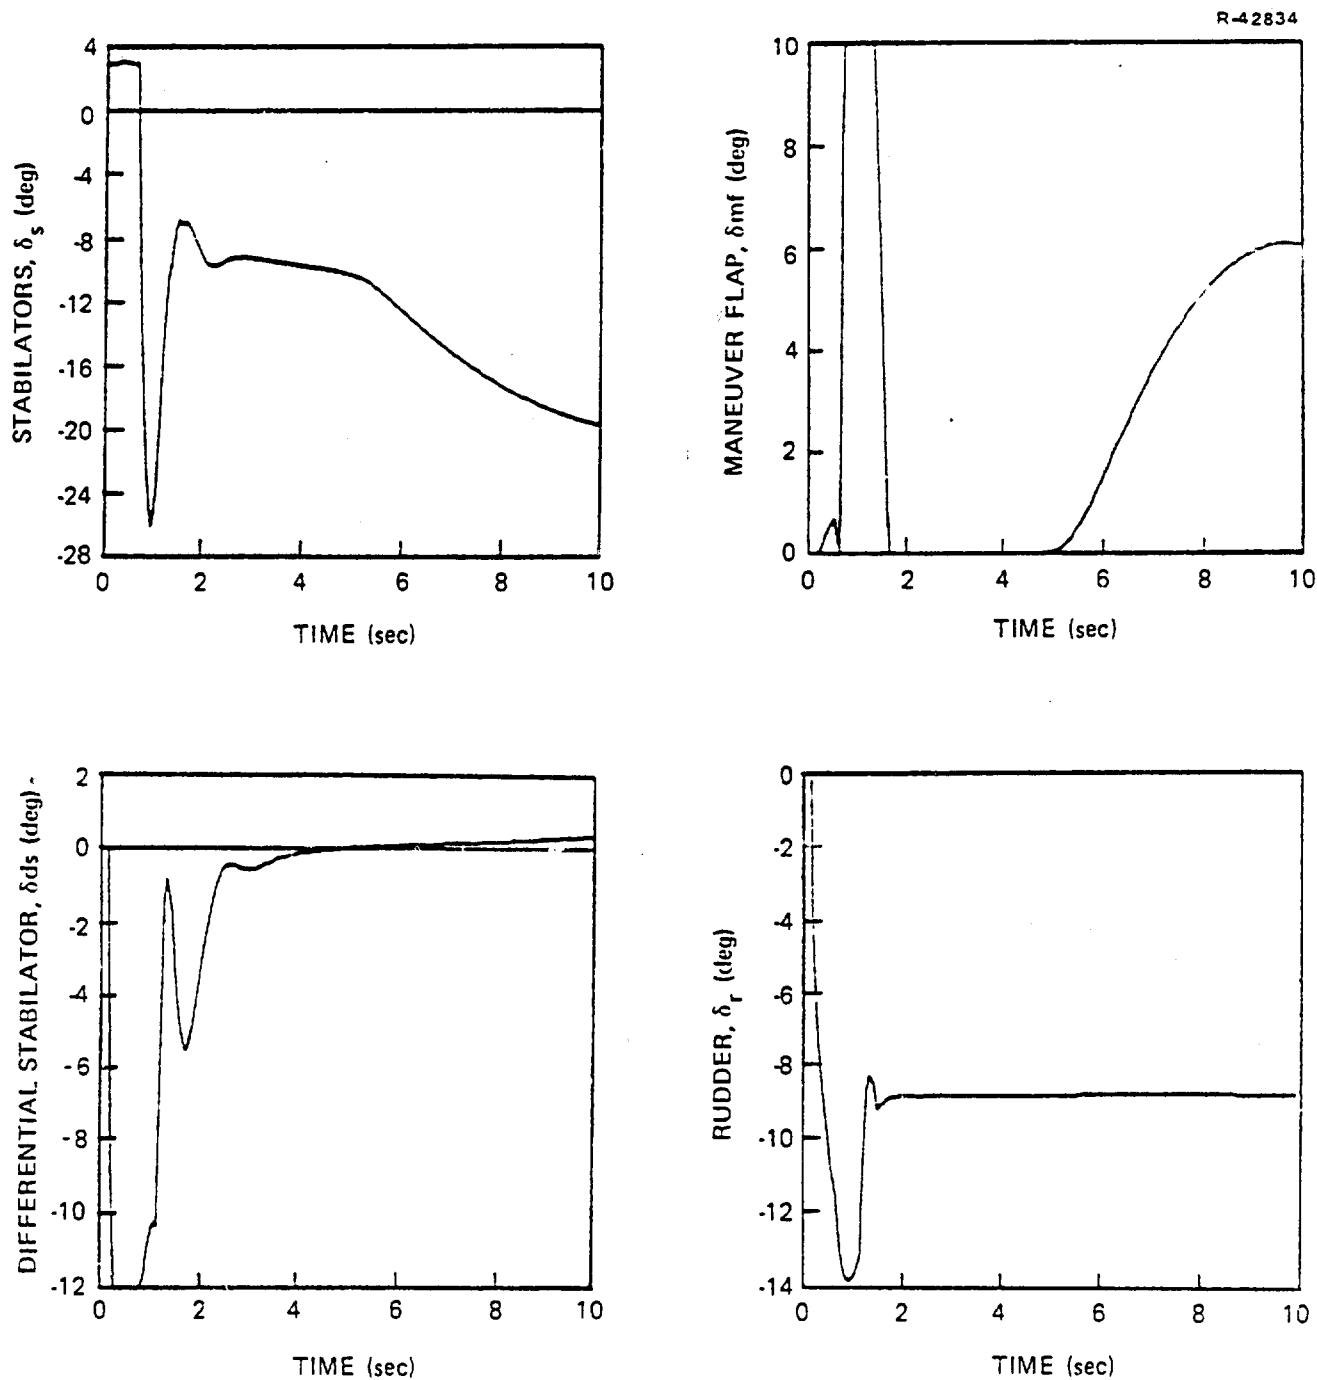 R-42834
STABILATORS, δs (deg)
4
0
-4
-8
-12
-16
-20
-24
-28
0 2 4 6 8 10
TIME (sec)
MANEUVER FLAP, δmf (deg)
10
8
6
4
2
0
0 2 4 6 8 10
TIME (sec)
DIFFERENTIAL STABILATOR, δds (deg) -
2
0
-2
-4
-6
-8
-10
-12
0 2 4 6 8 10
TIME (sec)
RUDDER, δr (deg)
0
-2
-4
-6
-8
-10
-12
-14
0 2 4 6 8 10
TIME (sec)